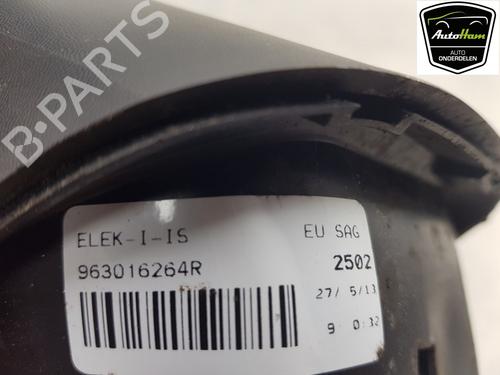 AutoHam
AUTO
ONDERDELEN
B-PARTS
ELEK-I-IS
EU SAG
963016264R
2502
27/ 5/13
9 0:32